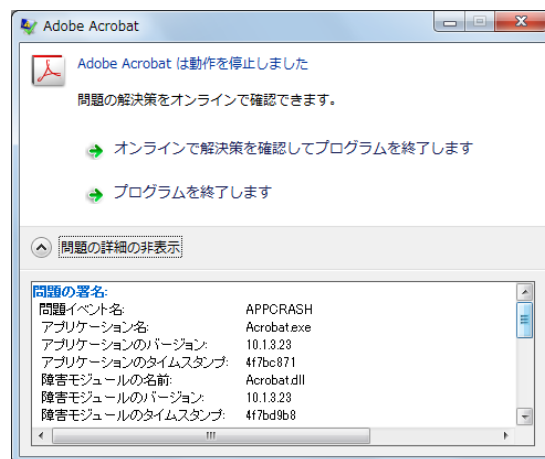 Adobe Acrobat
Adobe Acrobat は動作を停止しました
問題の解決策をオンラインで確認できます。
オンラインで解決策を確認してプログラムを終了します
プログラムを終了します
問題の詳細の非表示
問題の署名:
問題イベント名: APPCRASH
アプリケーション名: Acrobat.exe
アプリケーションのバージョン: 10.1.3.23
アプリケーションのタイムスタンプ: 4f7bc871
障害モジュールの名前: Acrobat.dll
障害モジュールのバージョン: 10.1.3.23
障害モジュールのタイムスタンプ: 4f7bd9b8